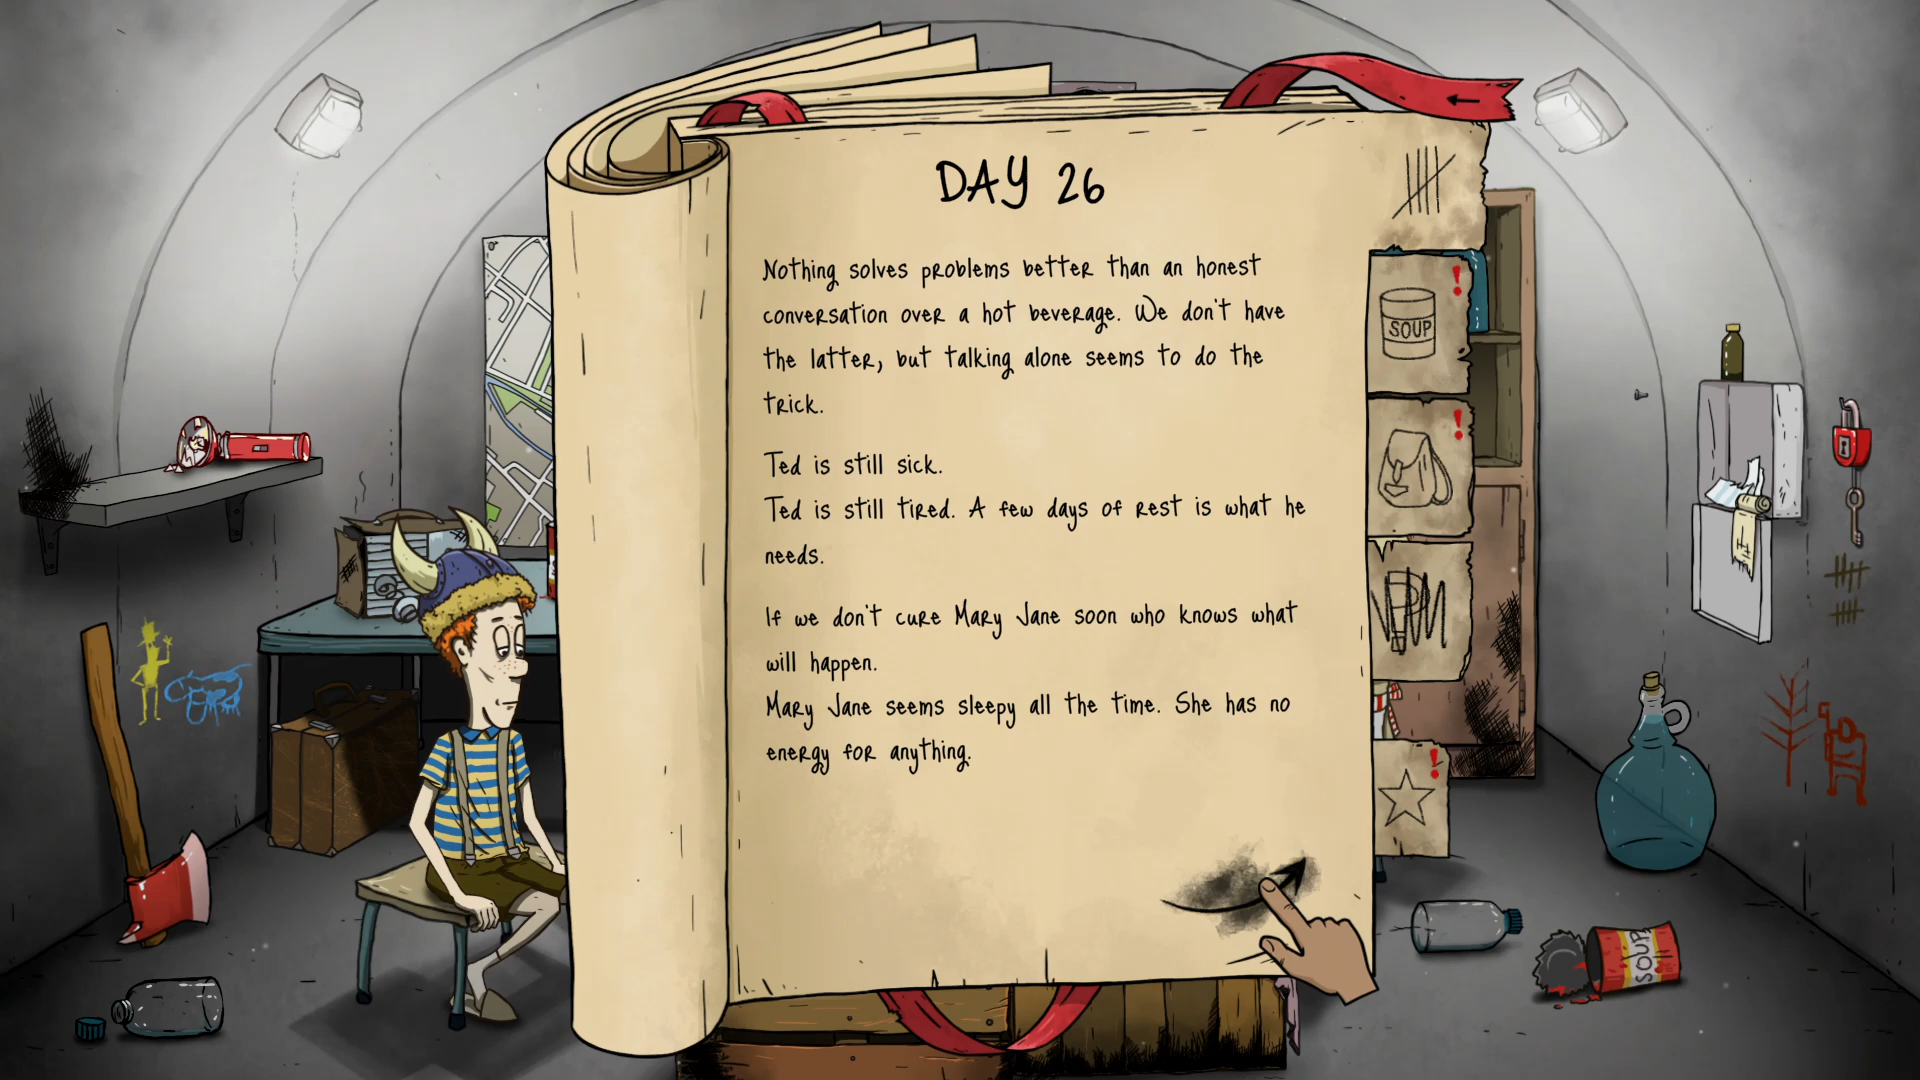 DAY 26
Nothing solves problems better than an honest
conversation over a hot beverage. We don't have
the latter, but talking alone seems to do the
trick.
Ted is still sick.
Ted is still tired. A few days of rest is what he
needs.
If we don't cure Mary Jane soon who knows what
will happen.
Mary Jane seems sleepy all the time. She has no
energy for anything.
!
SOUP
!
!
SOUP